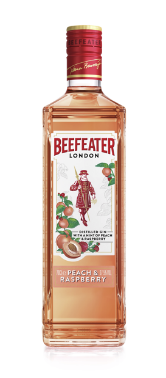 BEEFEATER
LONDON
DISTILLED GIN
WITH A HINT OF PEACH
& RASPBERRY
PEACH &
RASPBERRY